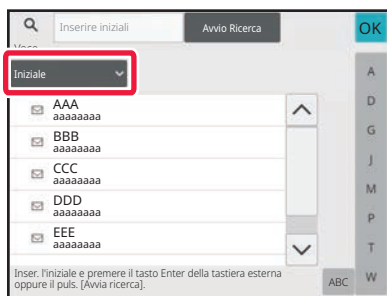 Inserire iniziali
Avvio Ricerca
OK
Voce
Iniziale
AAA
aaaaaaaa
BBB
aaaaaaaa
CCC
aaaaaaaa
DDD
aaaaaaaa
EEE
aaaaaaaa
A
D
G
J
M
P
T
W
ABC
Inser. l'iniziale e premere il tasto Enter della tastiera esterna
oppure il puls. [Avvia ricerca].